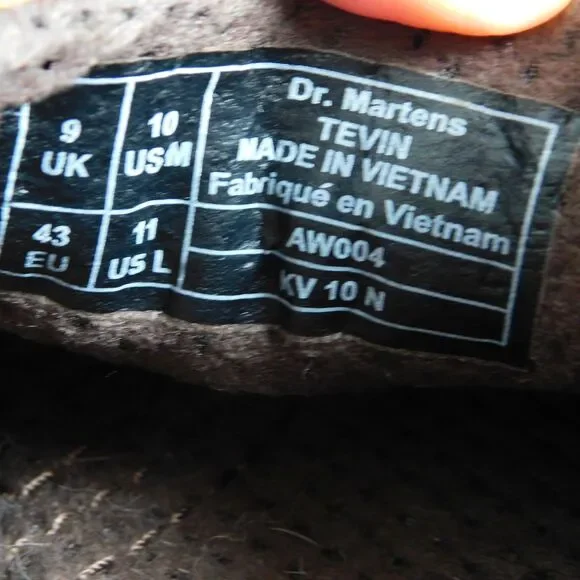 9
UK
10
US M
43
EU
11
US L
Dr. Martens
TEVIN
MADE IN VIETNAM
Fabriqué en Vietnam
AW004
KV 10 N